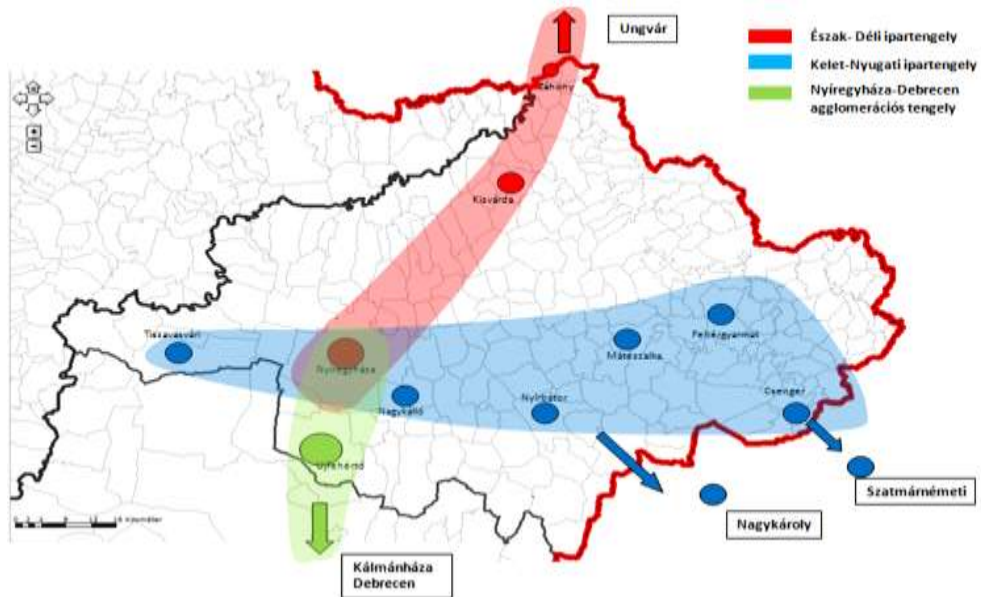 Ungvár
Észak- Déli ipartengely
Kelet-Nyugati ipartengely
Nyíregyháza-Debrecen
agglomerációs tengely
Záhony
Kisvárda
Tiszavasvári
Nyíregyháza
Nagykálló
Nyírbátor
Mátészalka
Fehérgyarmat
Csenger
Újfehértó
Szatmárnémeti
Nagykároly
Kálmánháza
Debrecen